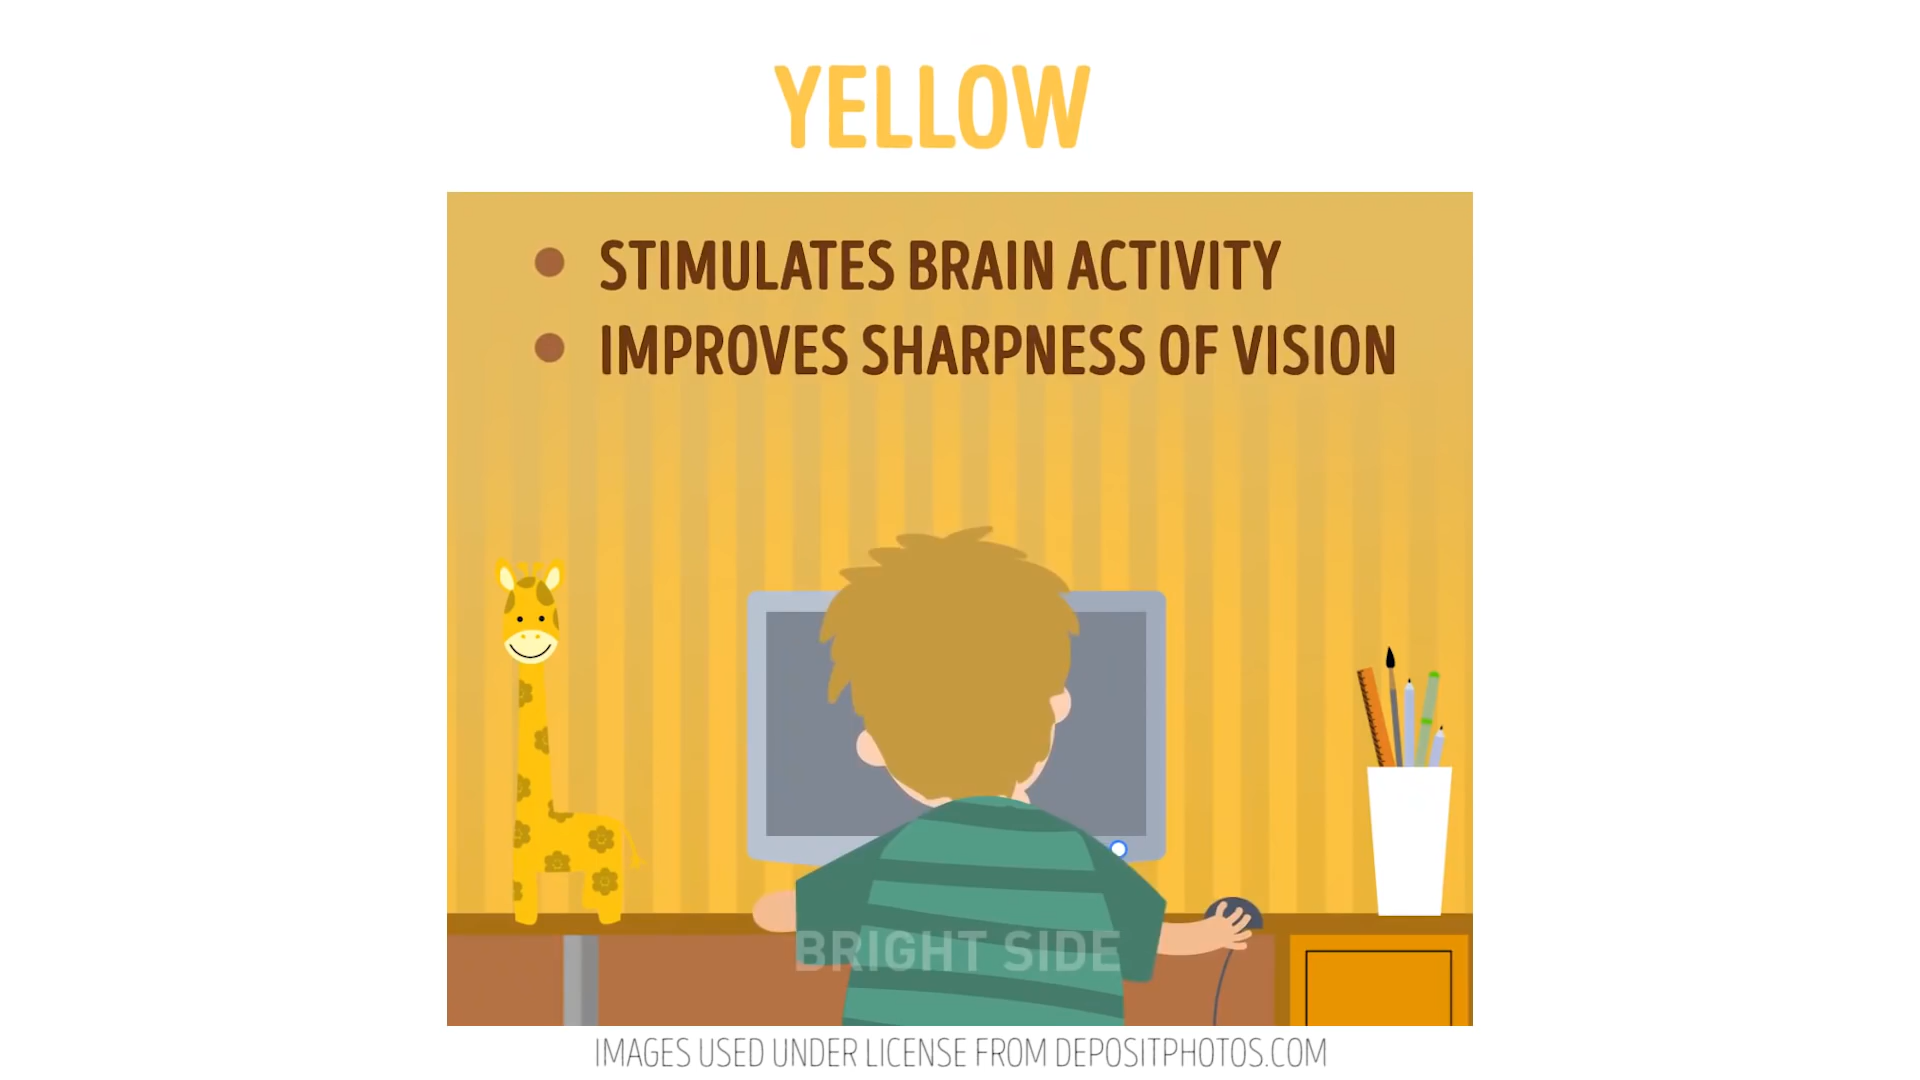 YELLOW
STIMULATES BRAIN ACTIVITY
IMPROVES SHARPNESS OF VISION
BRIGHT SIDE
IMAGES USED UNDER LICENSE FROM DEPOSITPHOTOS.COM